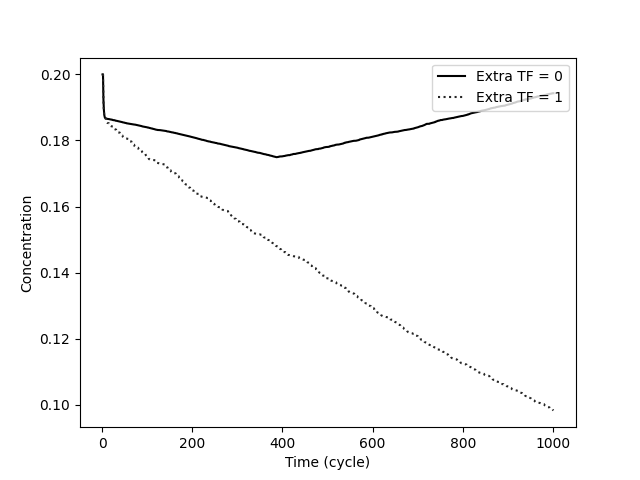 0.20
0.18
0.16
0.14
0.12
0.10
Concentration
Extra TF = 0
Extra TF = 1
0 200 400 600 800 1000
Time (cycle)